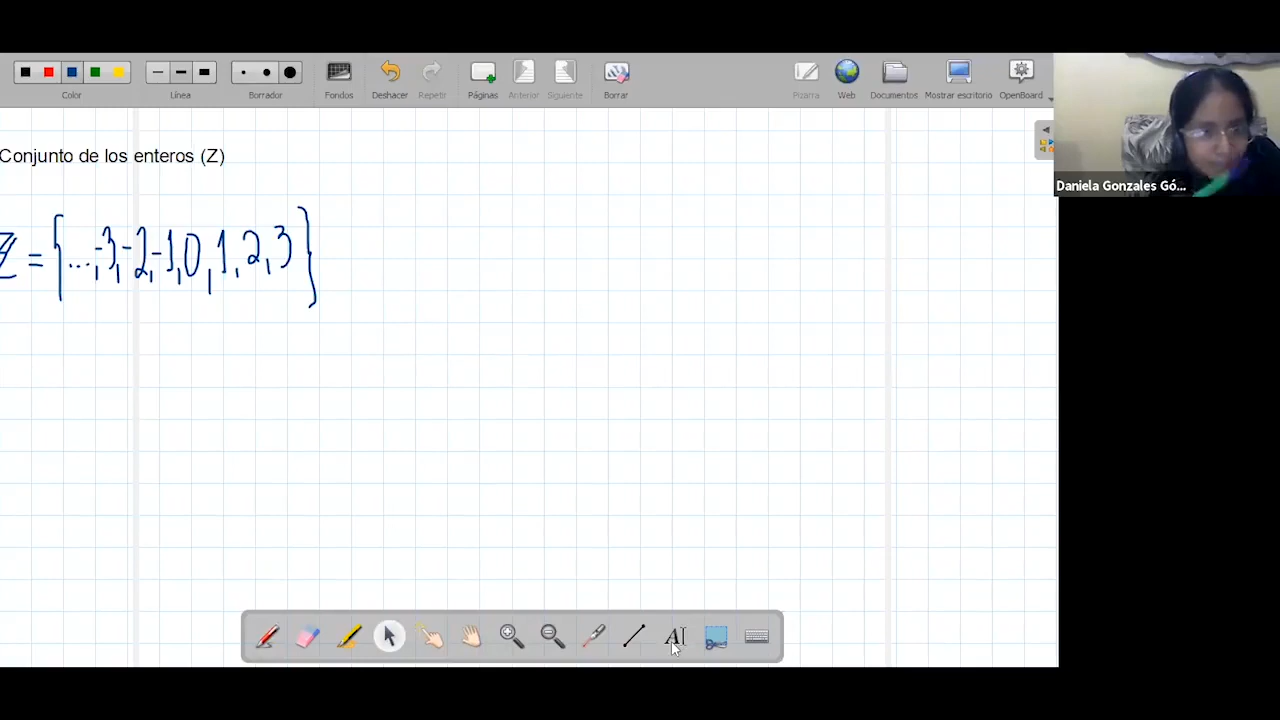 Color
Línea
Borrador
Fondos
Deshacer
Repetir
Páginas
Anterior
Siguiente
Borrar
Pizarra
Web
Documentos
Mostrar escritorio
OpenBoard
Daniela Gonzales Gó...
Conjunto de los enteros (Z)
ℤ = {...,-3,-2,-1,0,1,2,3}